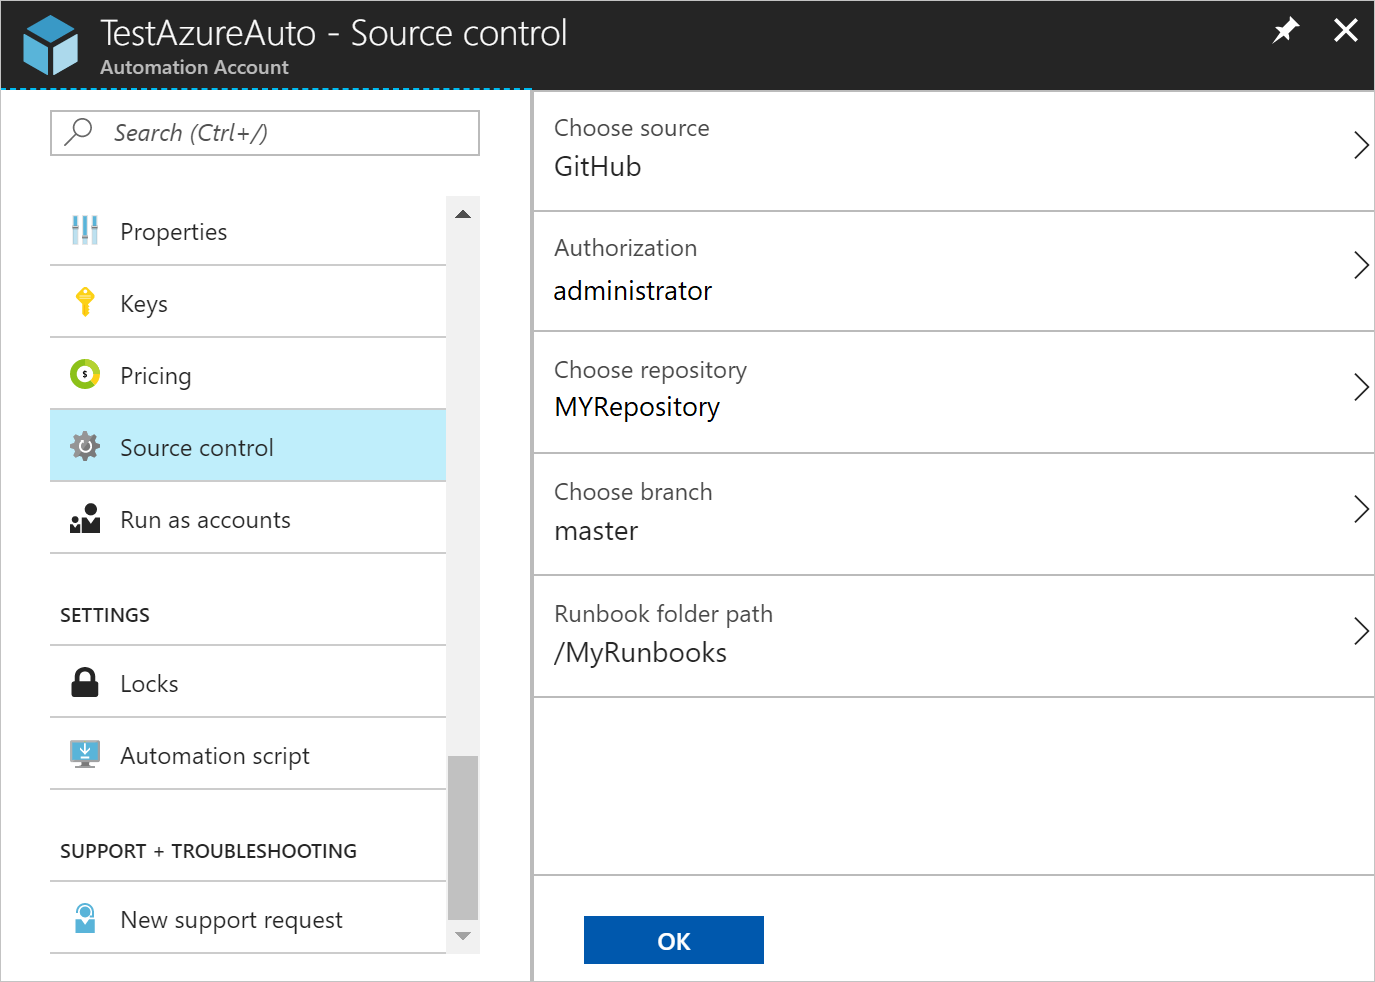 TestAzureAuto - Source control
Automation Account
Search (Ctrl+/)
Properties
Keys
$
Pricing
Source control
Run as accounts
SETTINGS
Locks
Automation script
SUPPORT + TROUBLESHOOTING
New support request
Choose source
GitHub
Authorization
administrator
Choose repository
MYRepository
Choose branch
master
Runbook folder path
/MyRunbooks
OK